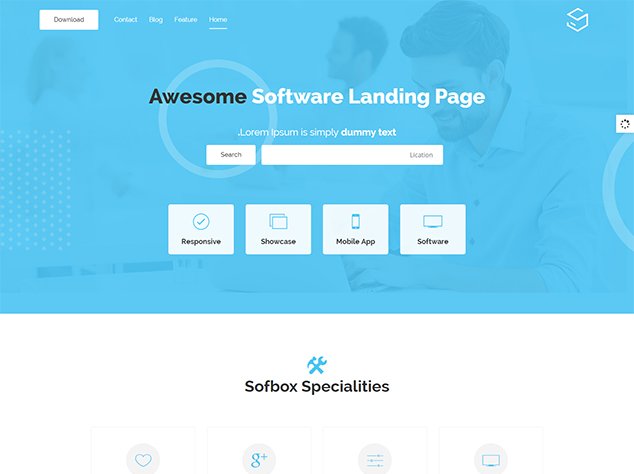 Download Contact Blog Feature Home
Awesome Software Landing Page
.Lorem Ipsum is simply dummy text
Search Lication
Responsive Showcase Mobile App Software
Sofbox Specialities
g+